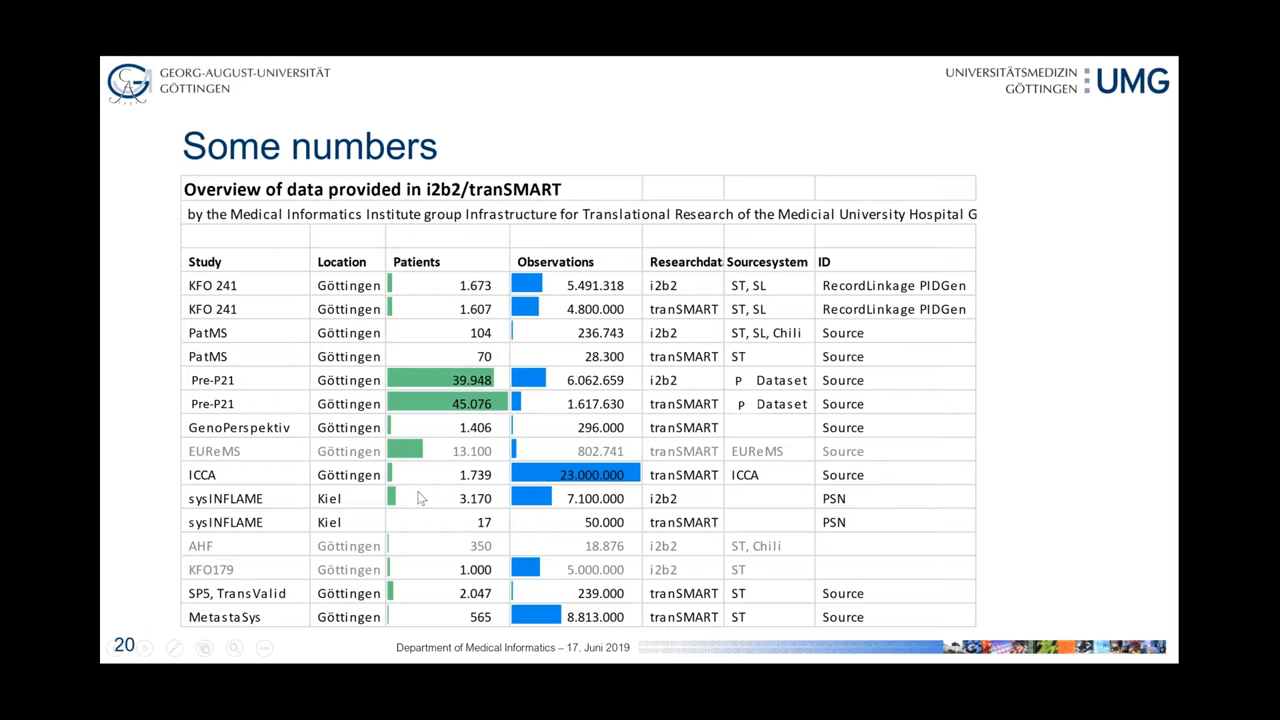 GEORG-AUGUST-UNIVERSITÄT
GÖTTINGEN
UNIVERSITÄTSMEDIZIN
GÖTTINGEN UMG
Some numbers
Overview of data provided in i2b2/tranSMART
by the Medical Informatics Institute group Infrastructure for Translational Research of the Medicial University Hospital G
Study Location Patients Observations Researchdat Sourcesystem ID
KFO 241 Göttingen 1.673 5.491.318 i2b2 ST, SL RecordLinkage PIDGen
KFO 241 Göttingen 1.607 4.800.000 tranSMART ST, SL RecordLinkage PIDGen
PatMS Göttingen 104 236.743 i2b2 ST, SL, Chili Source
PatMS Göttingen 70 28.300 tranSMART ST Source
Pre-P21 Göttingen 39.948 6.062.659 i2b2 P Dataset Source
Pre-P21 Göttingen 45.076 1.617.630 tranSMART P Dataset Source
GenoPerspektiv Göttingen 1.406 296.000 tranSMART Source
EUReMS Göttingen 13.100 802.741 tranSMART EUReMS Source
ICCA Göttingen 1.739 23.000.000 tranSMART ICCA Source
sysINFLAME Kiel 3.170 7.100.000 i2b2 PSN
sysINFLAME Kiel 17 50.000 tranSMART PSN
AHF Göttingen 350 18.876 i2b2 ST, Chili
KFO179 Göttingen 1.000 5.000.000 i2b2 ST
SP5, TransValid Göttingen 2.047 239.000 tranSMART ST Source
MetastaSys Göttingen 565 8.813.000 tranSMART ST Source
20 Department of Medical Informatics – 17. Juni 2019